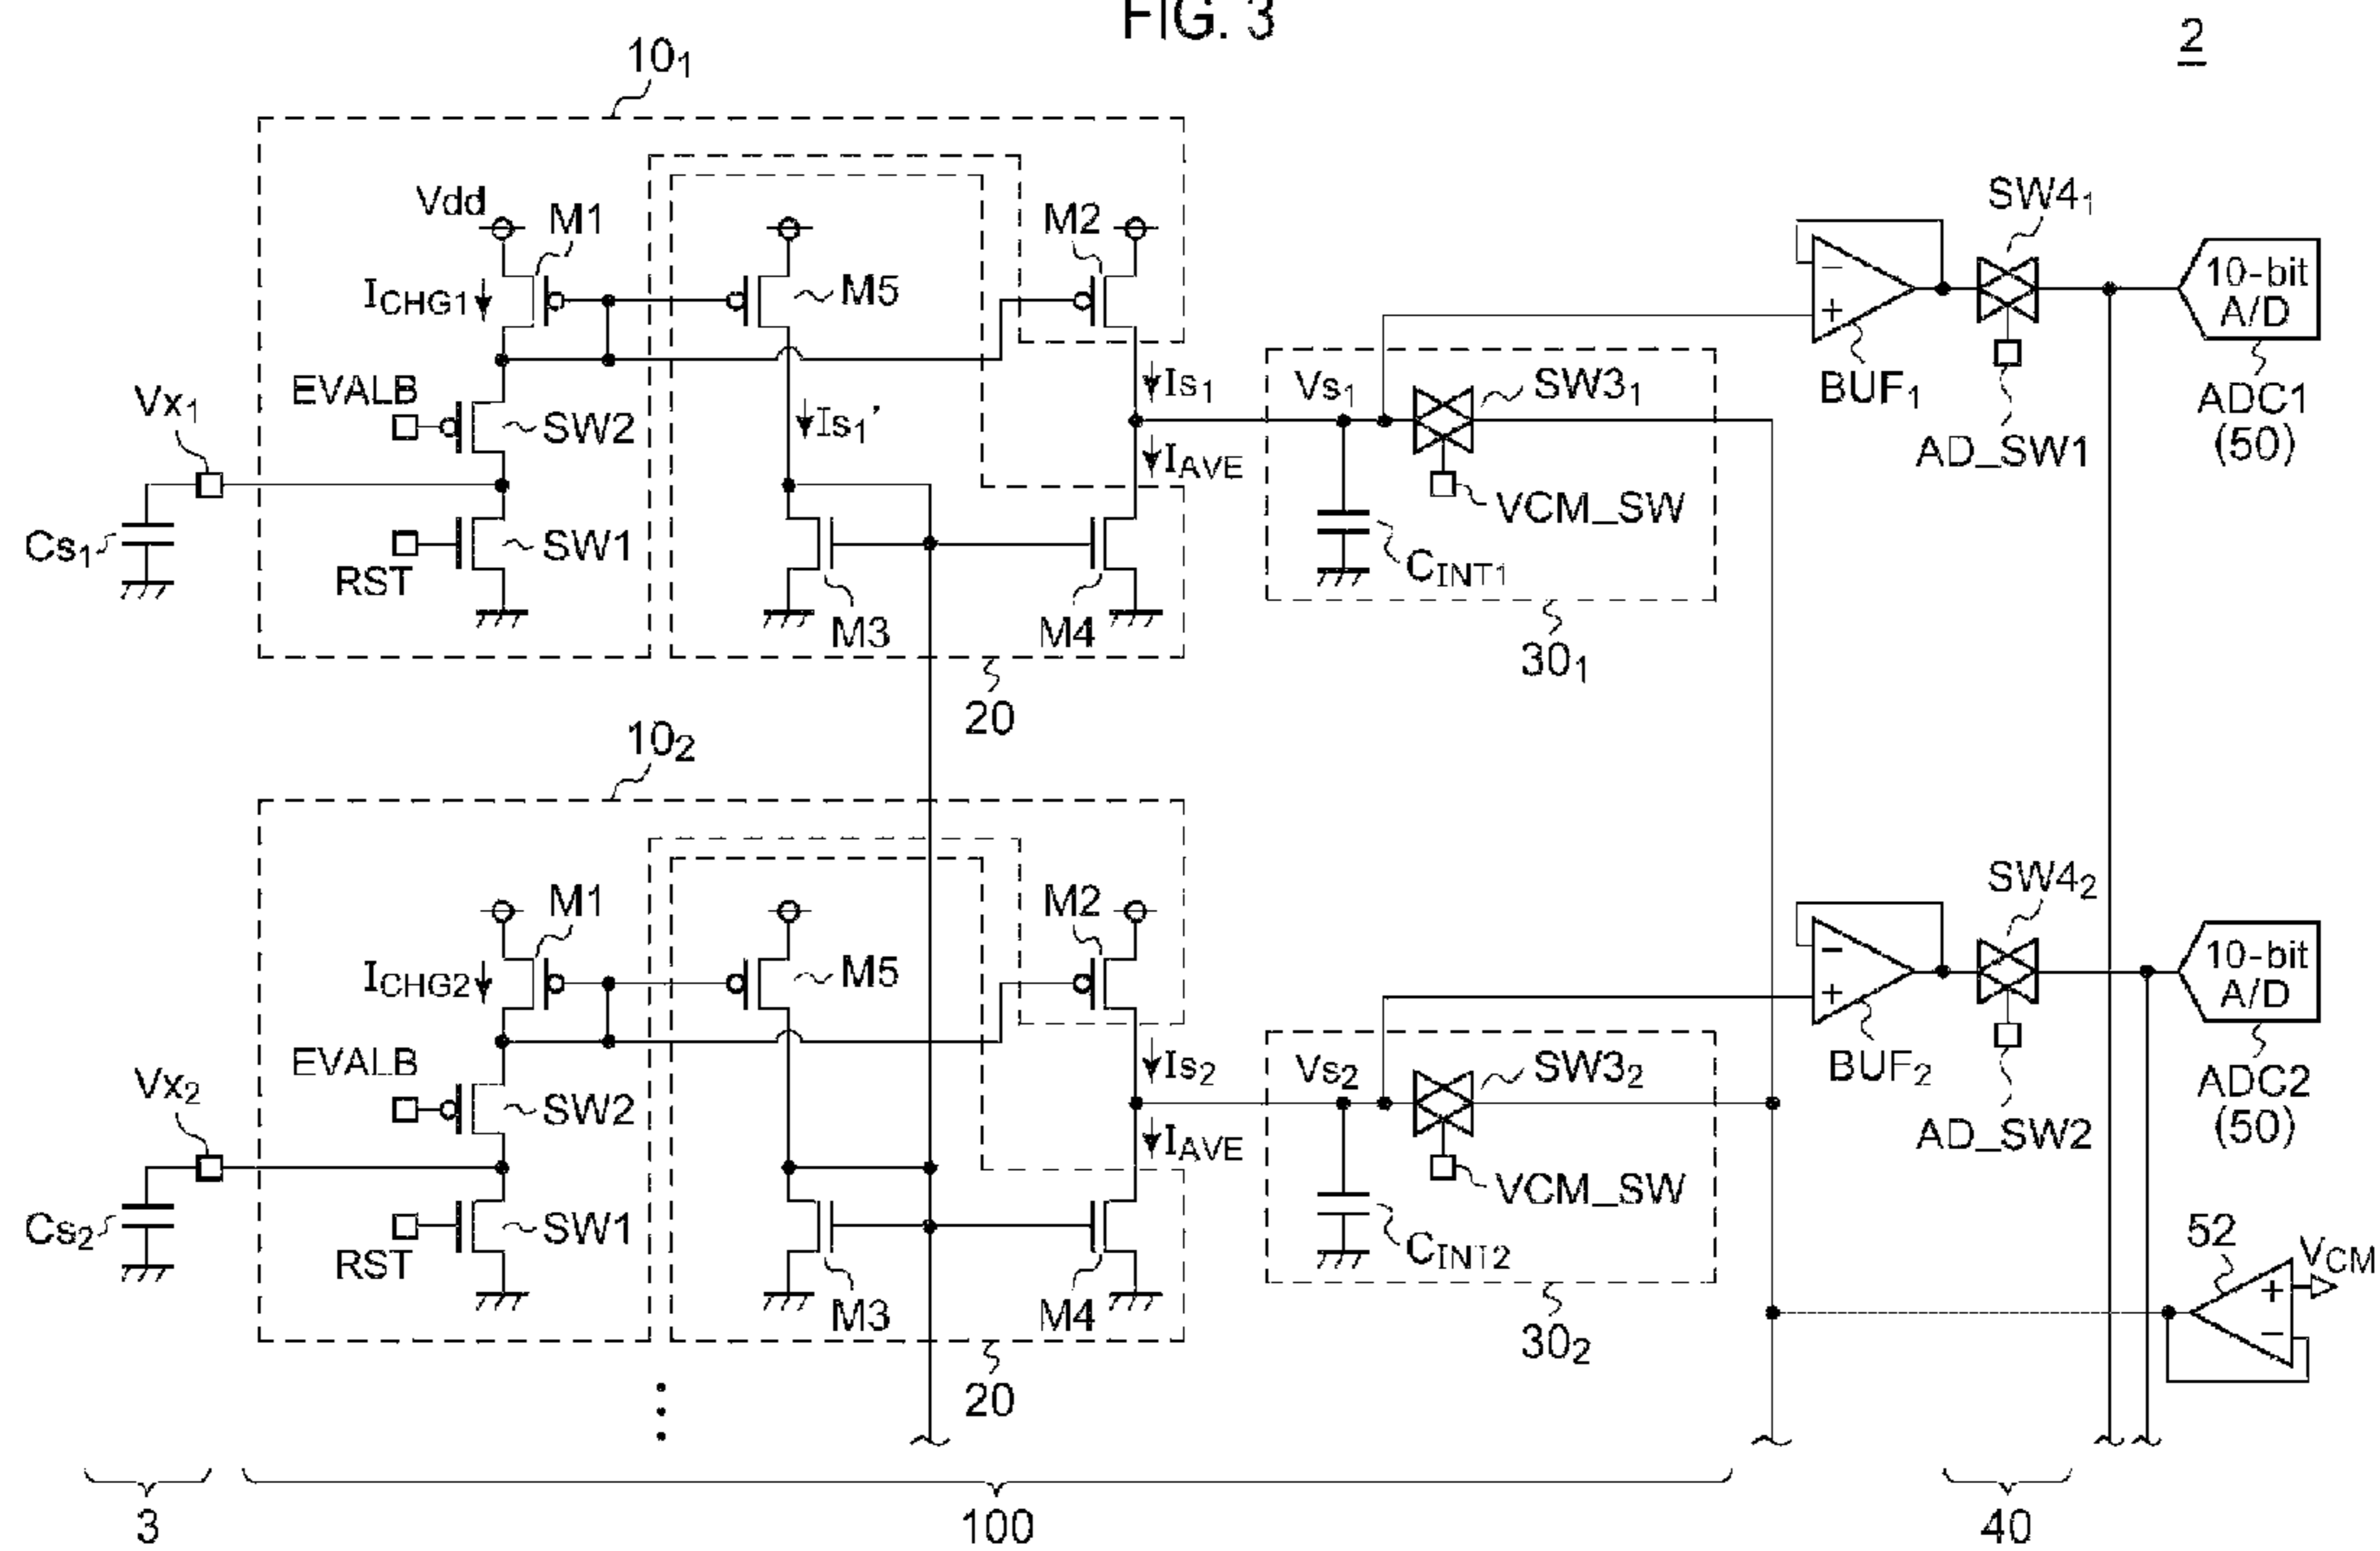 FIG. 3
2
10₁
Vdd
M1
M2
SW4₁
I_CHG1
M5
10-bit
A/D
EVALB
Vx₁
SW2
Is₁'
Is₁
I_AVE
Vs₁
SW3₁
BUF₁
AD_SW1
ADC1
(50)
Cs₁
SW1
RST
VCM_SW
C_INT1
M3
M4
30₁
20
10₂
M1
M2
SW4₂
I_CHG2
M5
10-bit
A/D
EVALB
Vx₂
SW2
Is₂
I_AVE
Vs₂
SW3₂
BUF₂
AD_SW2
ADC2
(50)
Cs₂
SW1
RST
VCM_SW
C_INT2
M3
M4
30₂
52
V_CM
20
3
100
40
+
−
+
−
+
−